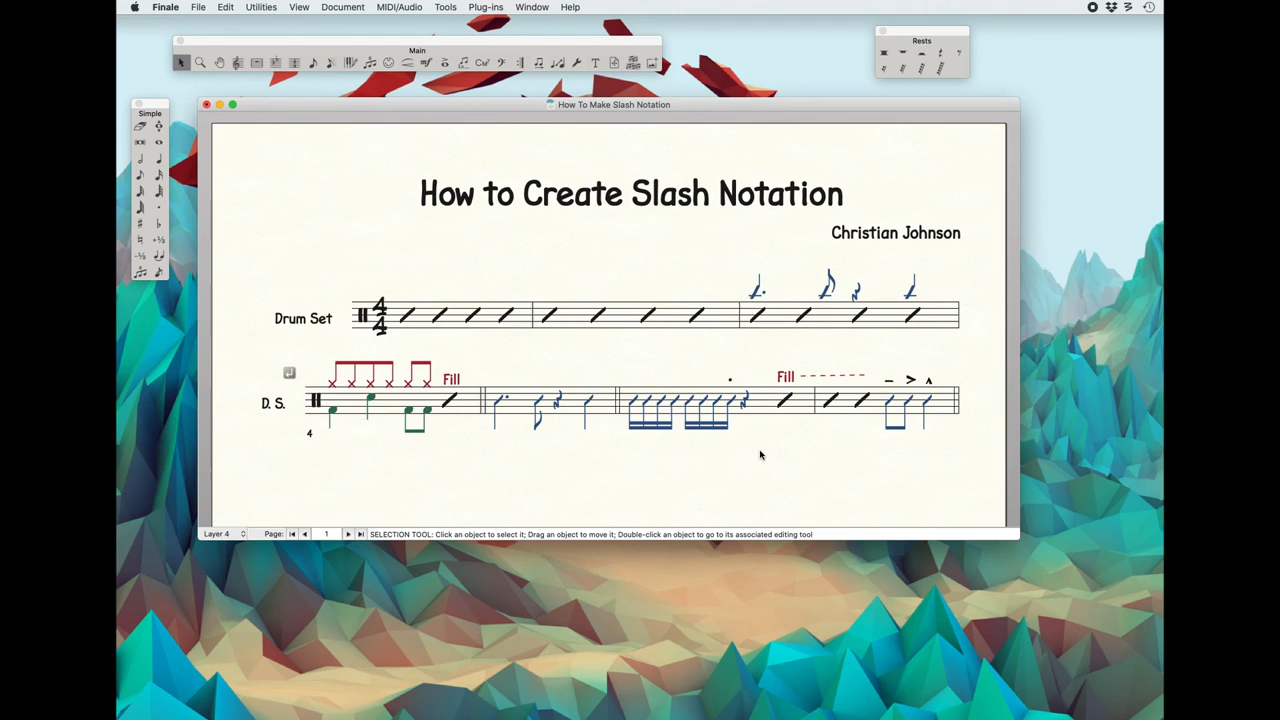 Finale File Edit Utilities View Document MIDI/Audio Tools Plug-ins Window Help
Main
Rests
Simple
How To Make Slash Notation
How to Create Slash Notation
Christian Johnson
Drum Set
4
4
Fill
Fill
D. S.
4
Layer 4 Page: 1 SELECTION TOOL: Click an object to select it; Drag an object to move it; Double-click an object to go to its associated editing tool